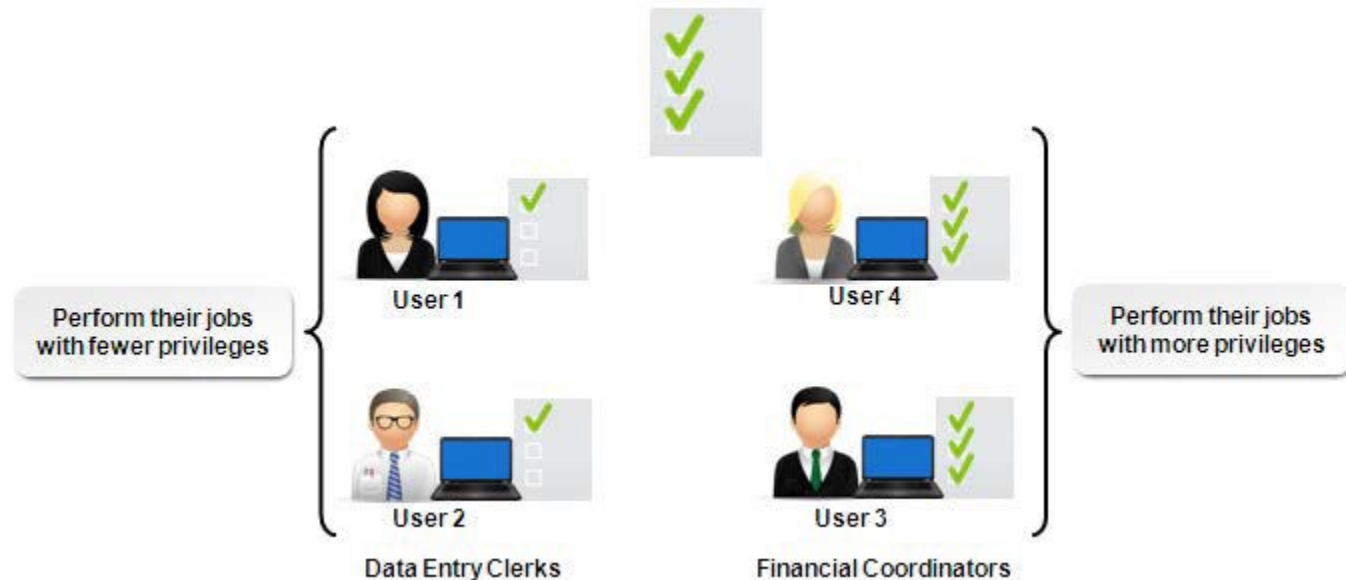 User 1
User 4
Perform their jobs
with fewer privileges
Perform their jobs
with more privileges
User 2
User 3
Data Entry Clerks
Financial Coordinators